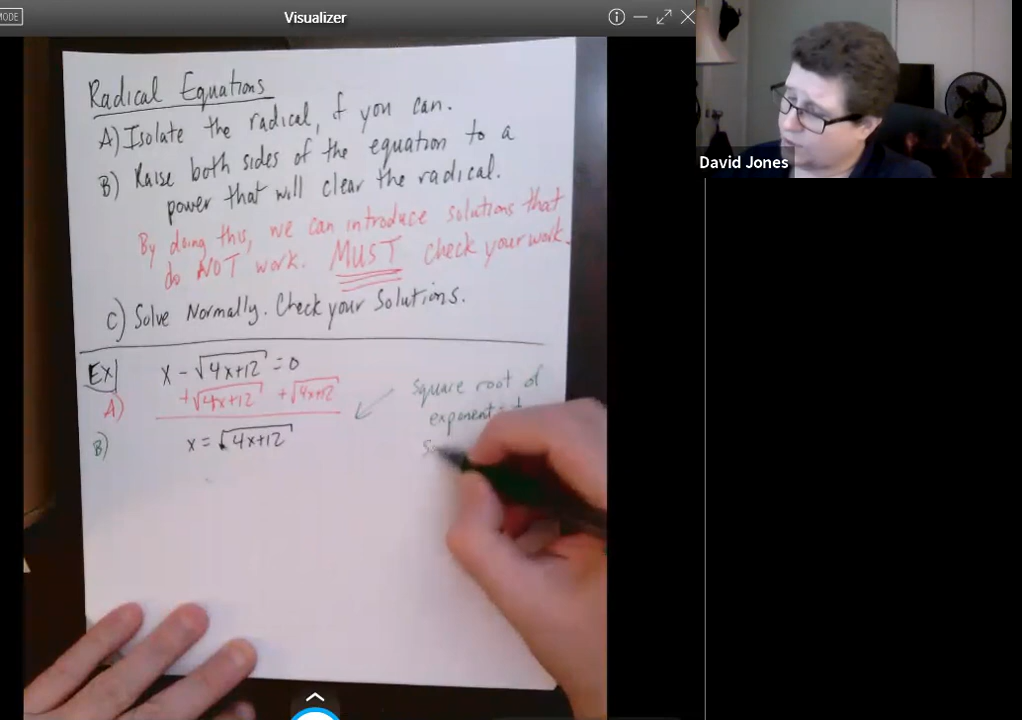 MODE
Visualizer
David Jones
Radical Equations
A) Isolate the radical, if you can.
B) Raise both sides of the equation to a
power that will clear the radical.
By doing this, we can introduce solutions that
do NOT work. MUST check your work.
C) Solve Normally. Check your Solutions.
Ex) x - √4x+12 = 0
A) +√4x+12 +√4x+12
B) x = √4x+12
Square root of
exponent